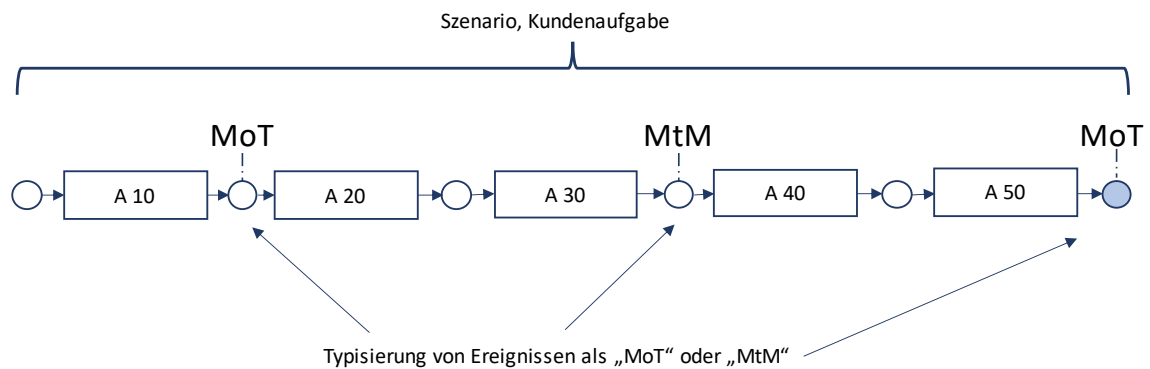 Szenario, Kundenaufgabe
MoT MtM MoT
A 10 A 20 A 30 A 40 A 50
Typisierung von Ereignissen als „MoT“ oder „MtM“